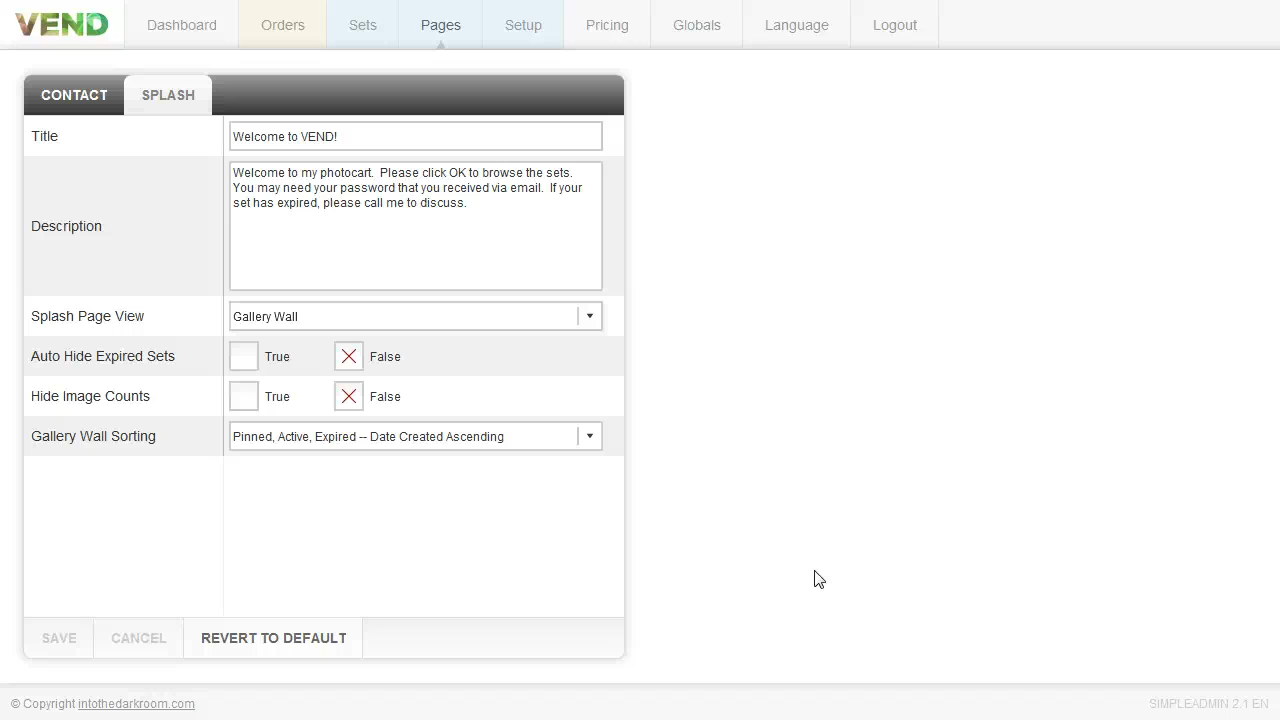 VEND
Dashboard
Orders
Sets
Pages
Setup
Pricing
Globals
Language
Logout
CONTACT
SPLASH
Title
Welcome to VEND!
Description
Welcome to my photocart.  Please click OK to browse the sets.
You may need your password that you received via email.  If your
set has expired, please call me to discuss.
Splash Page View
Gallery Wall
Auto Hide Expired Sets
True
False
Hide Image Counts
True
False
Gallery Wall Sorting
Pinned, Active, Expired -- Date Created Ascending
SAVE
CANCEL
REVERT TO DEFAULT
© Copyright intothedarkroom.com
SIMPLEADMIN 2.1 EN